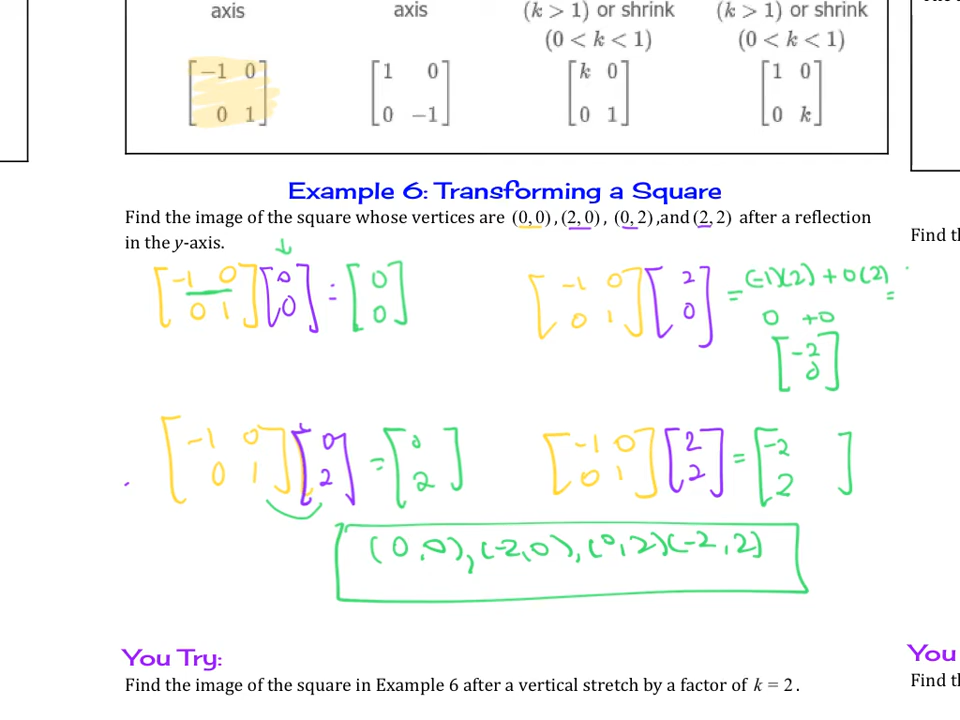 axis axis (k > 1) or shrink (k > 1) or shrink
(0 < k < 1) (0 < k < 1)
[−1 0] [1 0] [k 0] [1 0]
[0 1] [0 −1] [0 1] [0 k]
Example 6: Transforming a Square
Find the image of the square whose vertices are (0, 0), (2, 0), (0, 2), and (2, 2) after a reflection
in the y-axis.
Find th
[-1 0] [0] = [0] [-1 0] [2] = (-1)(2) + 0(2) =
[0 1] [0] [0] [0 1] [0] 0 +0
[-2]
[0]
[-1 0] [0] = [0] [-1 0] [2] = [-2]
[0 1] [2] [2] [0 1] [2] [2]
(0,0), (-2,0), (0,2) (-2,2)
You Try:
You
Find the image of the square in Example 6 after a vertical stretch by a factor of k = 2.
Find th